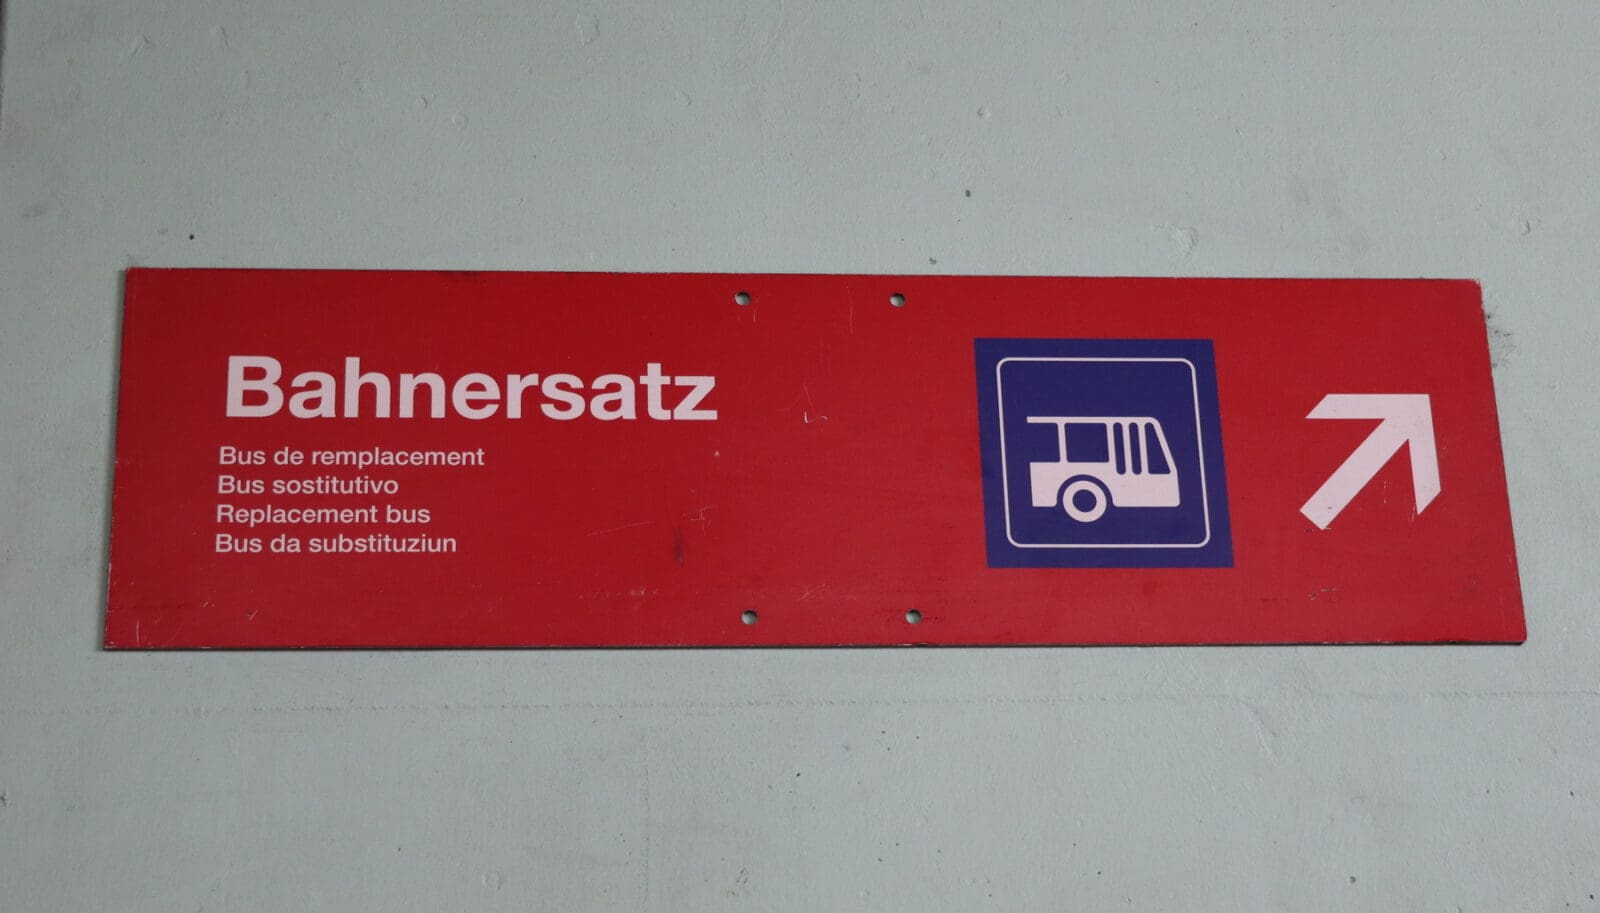 Bahnersatz
Bus de remplacement
Bus sostitutivo
Replacement bus
Bus da substituziun